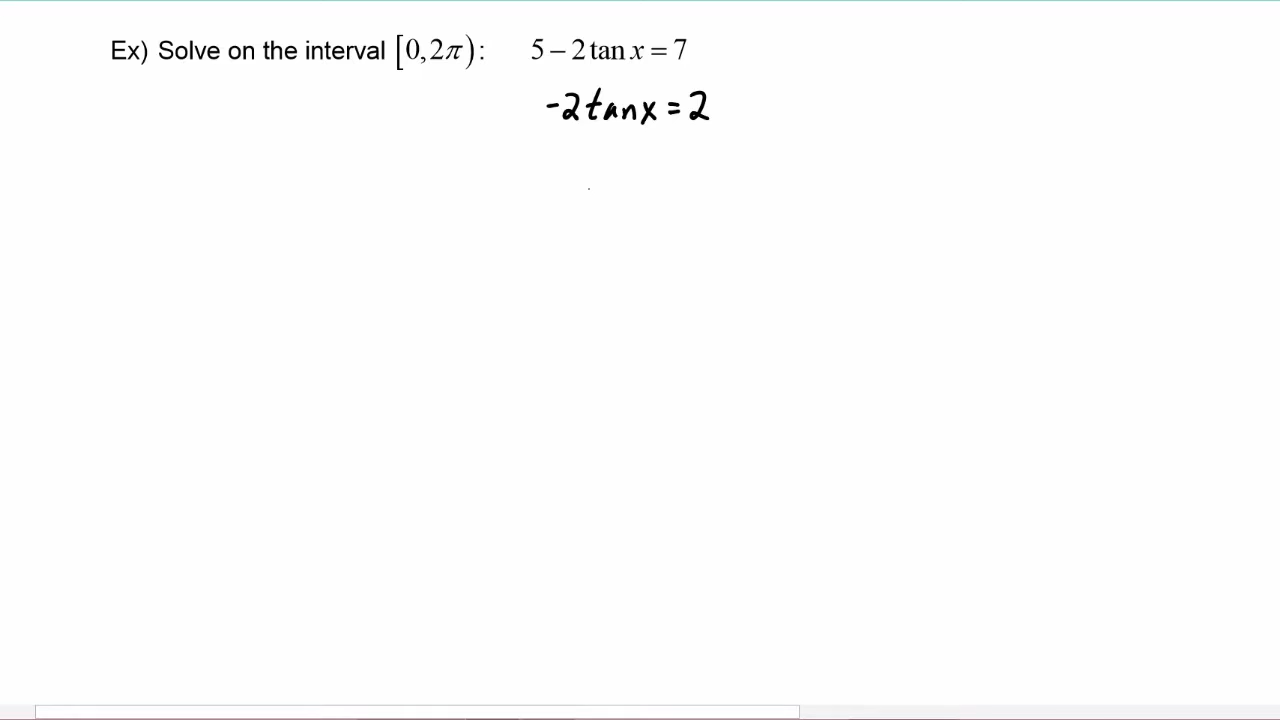 Ex) Solve on the interval [0, 2π): 5 − 2 tan x = 7
-2tanx = 2